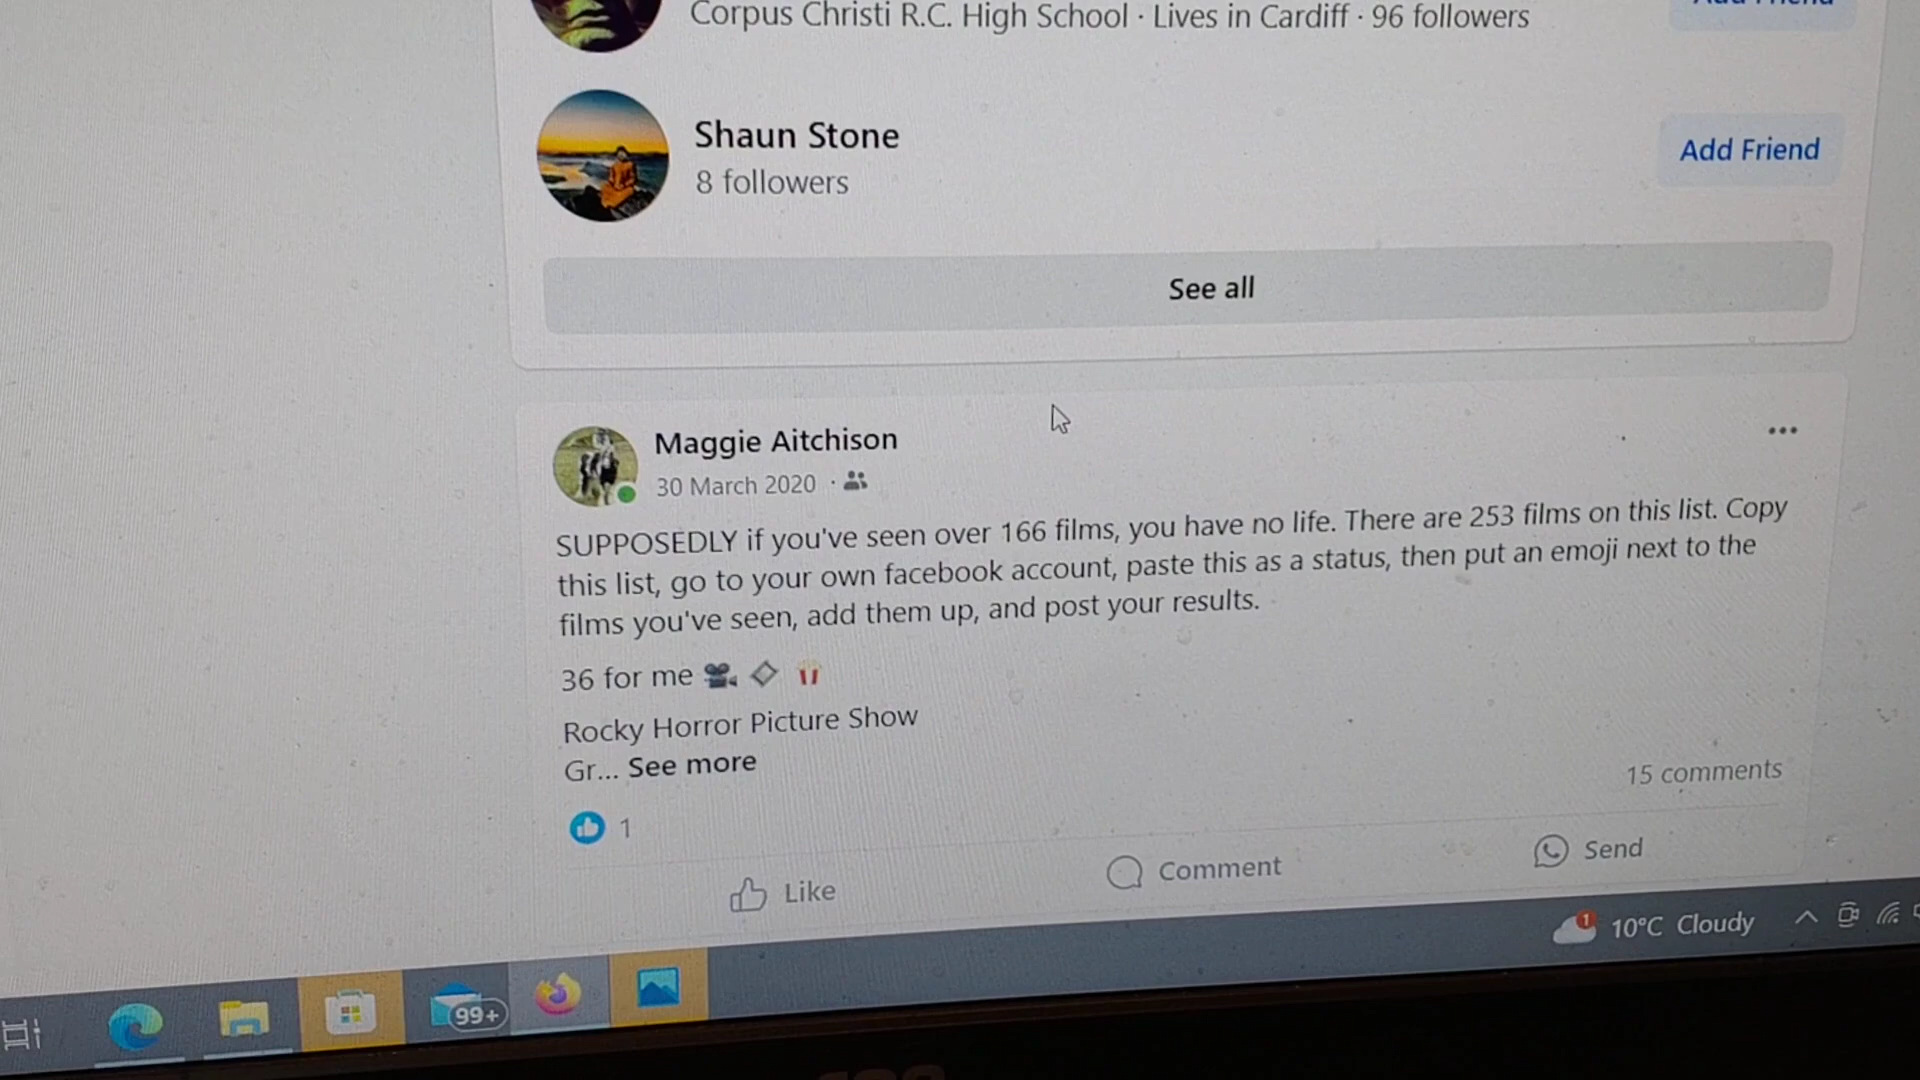 Corpus Christi R.C. High School · Lives in Cardiff · 96 followers
Add Friend
Shaun Stone
8 followers
Add Friend
See all
Maggie Aitchison
30 March 2020 ·
SUPPOSEDLY if you've seen over 166 films, you have no life. There are 253 films on this list. Copy
this list, go to your own facebook account, paste this as a status, then put an emoji next to the
films you've seen, add them up, and post your results.
36 for me
Rocky Horror Picture Show
Gr... See more
15 comments
1
Like
Comment
Send
1
10°C Cloudy
99+